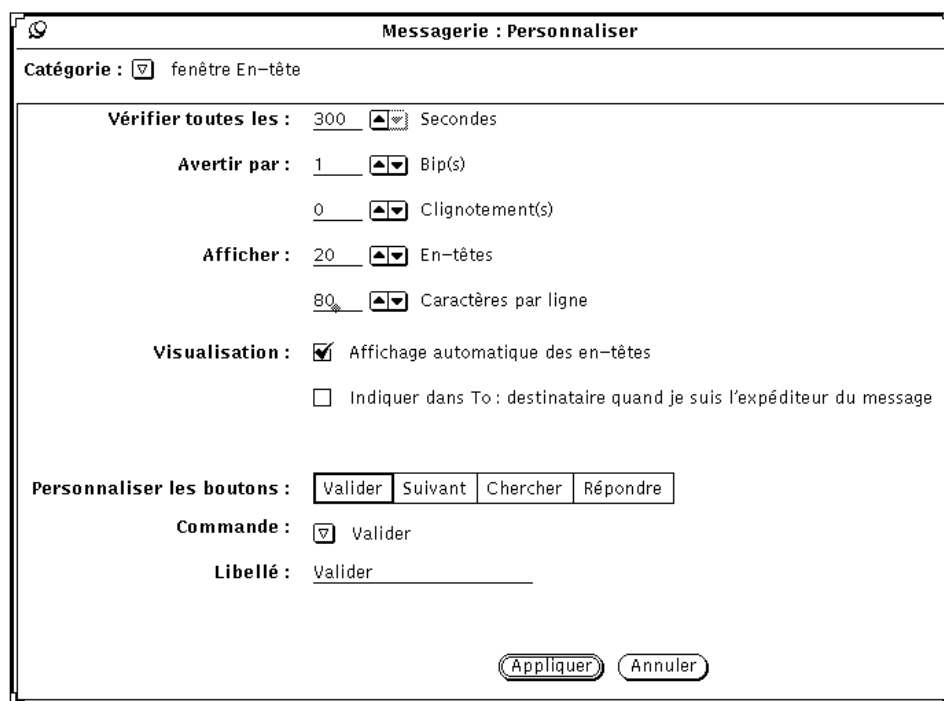 Messagerie : Personnaliser
Catégorie : fenêtre En-tête
Vérifier toutes les : 300 Secondes
Avertir par : 1 Bip(s)
0 Clignotement(s)
Afficher : 20 En-têtes
80 Caractères par ligne
Visualisation : Affichage automatique des en-têtes
Indiquer dans To : destinataire quand je suis l'expéditeur du message
Personnaliser les boutons : Valider Suivant Chercher Répondre
Commande : Valider
Libellé : Valider
Appliquer Annuler